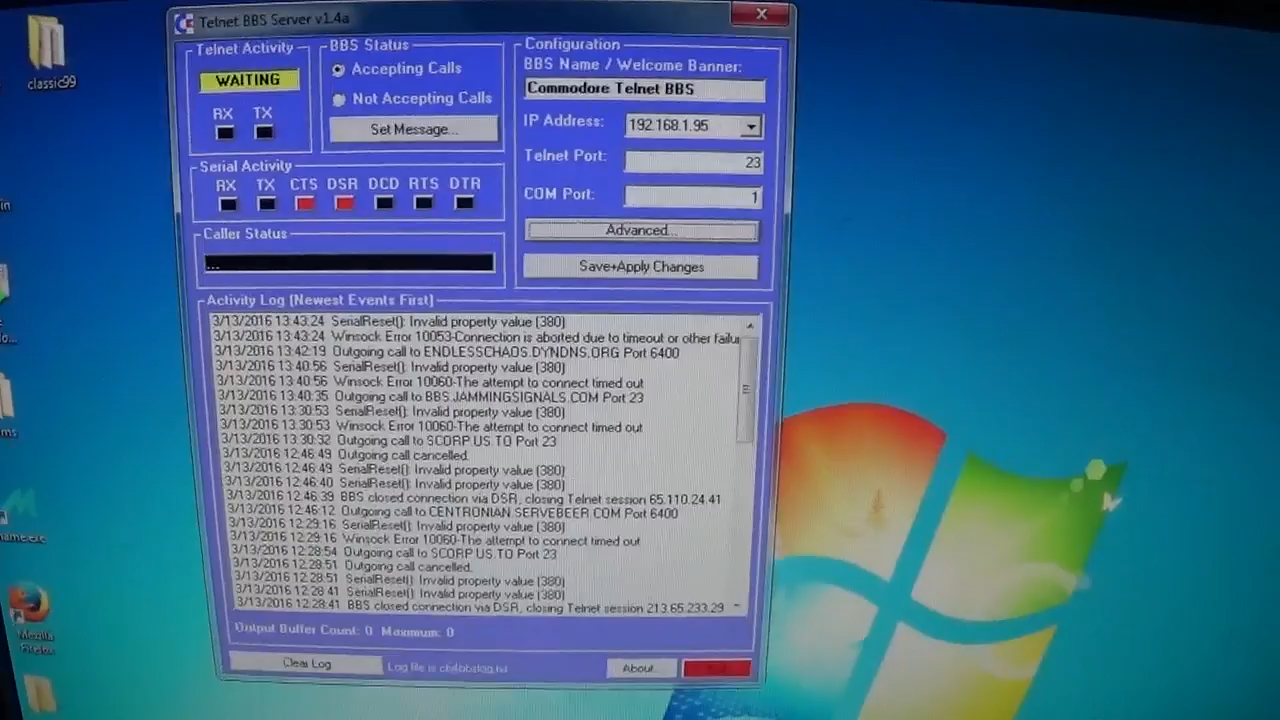 Telnet BBS Server v1.4a
classic99
Telnet Activity
WAITING
RX TX
BBS Status
Accepting Calls
Not Accepting Calls
Set Message...
Serial Activity
RX TX CTS DSR DCD RTS DTR
Caller Status
...
Configuration
BBS Name / Welcome Banner:
Commodore Telnet BBS
IP Address: 192.168.1.95
Telnet Port: 23
COM Port: 1
Advanced...
Save+Apply Changes
Activity Log (Newest Events First)
3/13/2016 13:43:24 SerialReset(): Invalid property value (380)
3/13/2016 13:43:24 Winsock Error 10053-Connection is aborted due to timeout or other failu
3/13/2016 13:42:19 Outgoing call to ENDLESSCHAOS.DYNDNS.ORG Port 6400
3/13/2016 13:40:56 SerialReset(): Invalid property value (380)
3/13/2016 13:40:56 Winsock Error 10060-The attempt to connect timed out
3/13/2016 13:40:35 Outgoing call to BBS.JAMMINGSIGNALS.COM Port 23
3/13/2016 13:30:53 SerialReset(): Invalid property value (380)
3/13/2016 13:30:53 Winsock Error 10060-The attempt to connect timed out
3/13/2016 13:30:32 Outgoing call to SCORP.US.TO Port 23
3/13/2016 12:46:49 Outgoing call cancelled.
3/13/2016 12:46:49 SerialReset(): Invalid property value (380)
3/13/2016 12:46:40 SerialReset(): Invalid property value (380)
3/13/2016 12:46:39 BBS closed connection via DSR, closing Telnet session 65.110.24.41
3/13/2016 12:46:12 Outgoing call to CENTRONIAN.SERVEBEER.COM Port 6400
3/13/2016 12:29:16 SerialReset(): Invalid property value (380)
3/13/2016 12:29:16 Winsock Error 10060-The attempt to connect timed out
3/13/2016 12:28:54 Outgoing call to SCORP.US.TO Port 23
3/13/2016 12:28:51 Outgoing call cancelled.
3/13/2016 12:28:51 SerialReset(): Invalid property value (380)
3/13/2016 12:28:41 SerialReset(): Invalid property value (380)
3/13/2016 12:28:41 BBS closed connection via DSR, closing Telnet session 213.65.233.29
Output Buffer Count: 0 Maximum: 0
Clear Log
Log file is
About...
Mozilla
Firefox